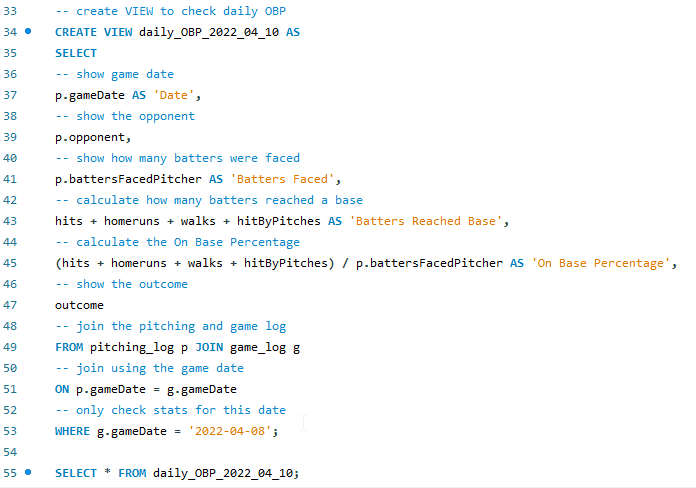 33 -- create VIEW to check daily OBP
34 CREATE VIEW daily_OBP_2022_04_10 AS
35 SELECT
36 -- show game date
37 p.gameDate AS 'Date',
38 -- show the opponent
39 p.opponent,
40 -- show how many batters were faced
41 p.battersFacedPitcher AS 'Batters Faced',
42 -- calculate how many batters reached a base
43 hits + homeruns + walks + hitByPitches AS 'Batters Reached Base',
44 -- calculate the On Base Percentage
45 (hits + homeruns + walks + hitByPitches) / p.battersFacedPitcher AS 'On Base Percentage',
46 -- show the outcome
47 outcome
48 -- join the pitching and game log
49 FROM pitching_log p JOIN game_log g
50 -- join using the game date
51 ON p.gameDate = g.gameDate
52 -- only check stats for this date
53 WHERE g.gameDate = '2022-04-08';
54
55 SELECT * FROM daily_OBP_2022_04_10;